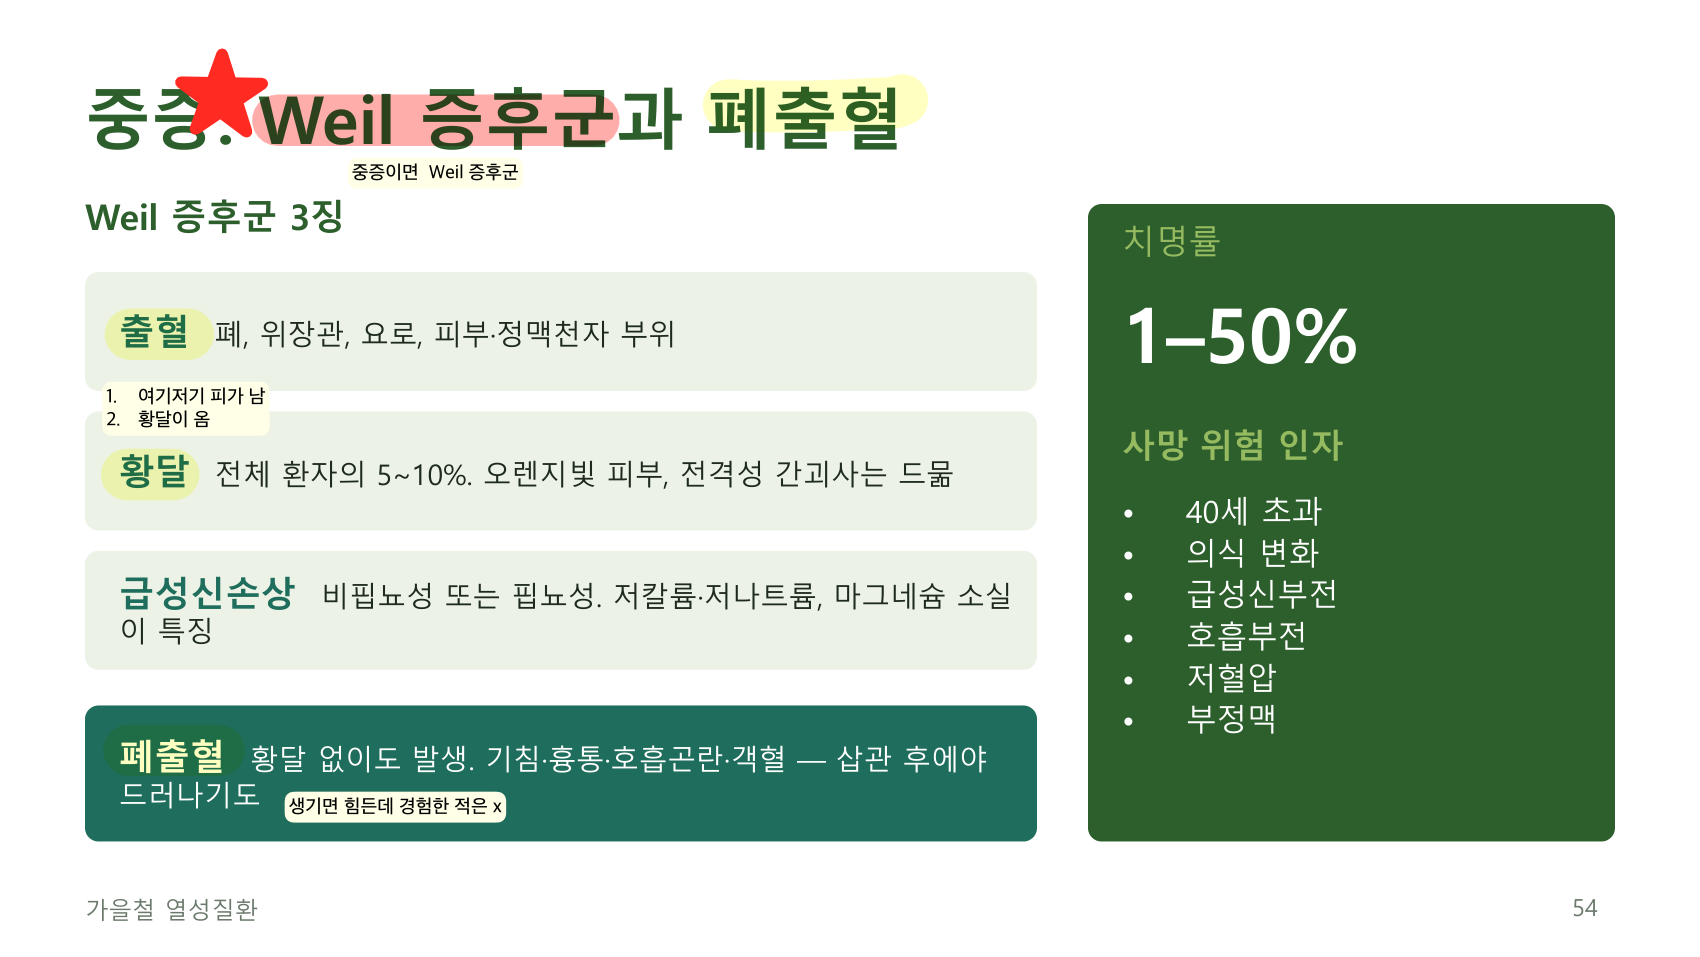 중증: Weil 증후군과 폐출혈
중증이면 Weil 증후군
Weil 증후군 3징
출혈 폐, 위장관, 요로, 피부·정맥천자 부위
1. 여기저기 피가 남
2. 황달이 옴
황달 전체 환자의 5~10%. 오렌지빛 피부, 전격성 간괴사는 드묾
급성신손상 비핍뇨성 또는 핍뇨성. 저칼륨·저나트륨, 마그네슘 소실
이 특징
폐출혈 황달 없이도 발생. 기침·흉통·호흡곤란·객혈 — 삽관 후에야
드러나기도
생기면 힘든데 경험한 적은 x
치명률
1–50%
사망 위험 인자
• 40세 초과
• 의식 변화
• 급성신부전
• 호흡부전
• 저혈압
• 부정맥
가을철 열성질환
54